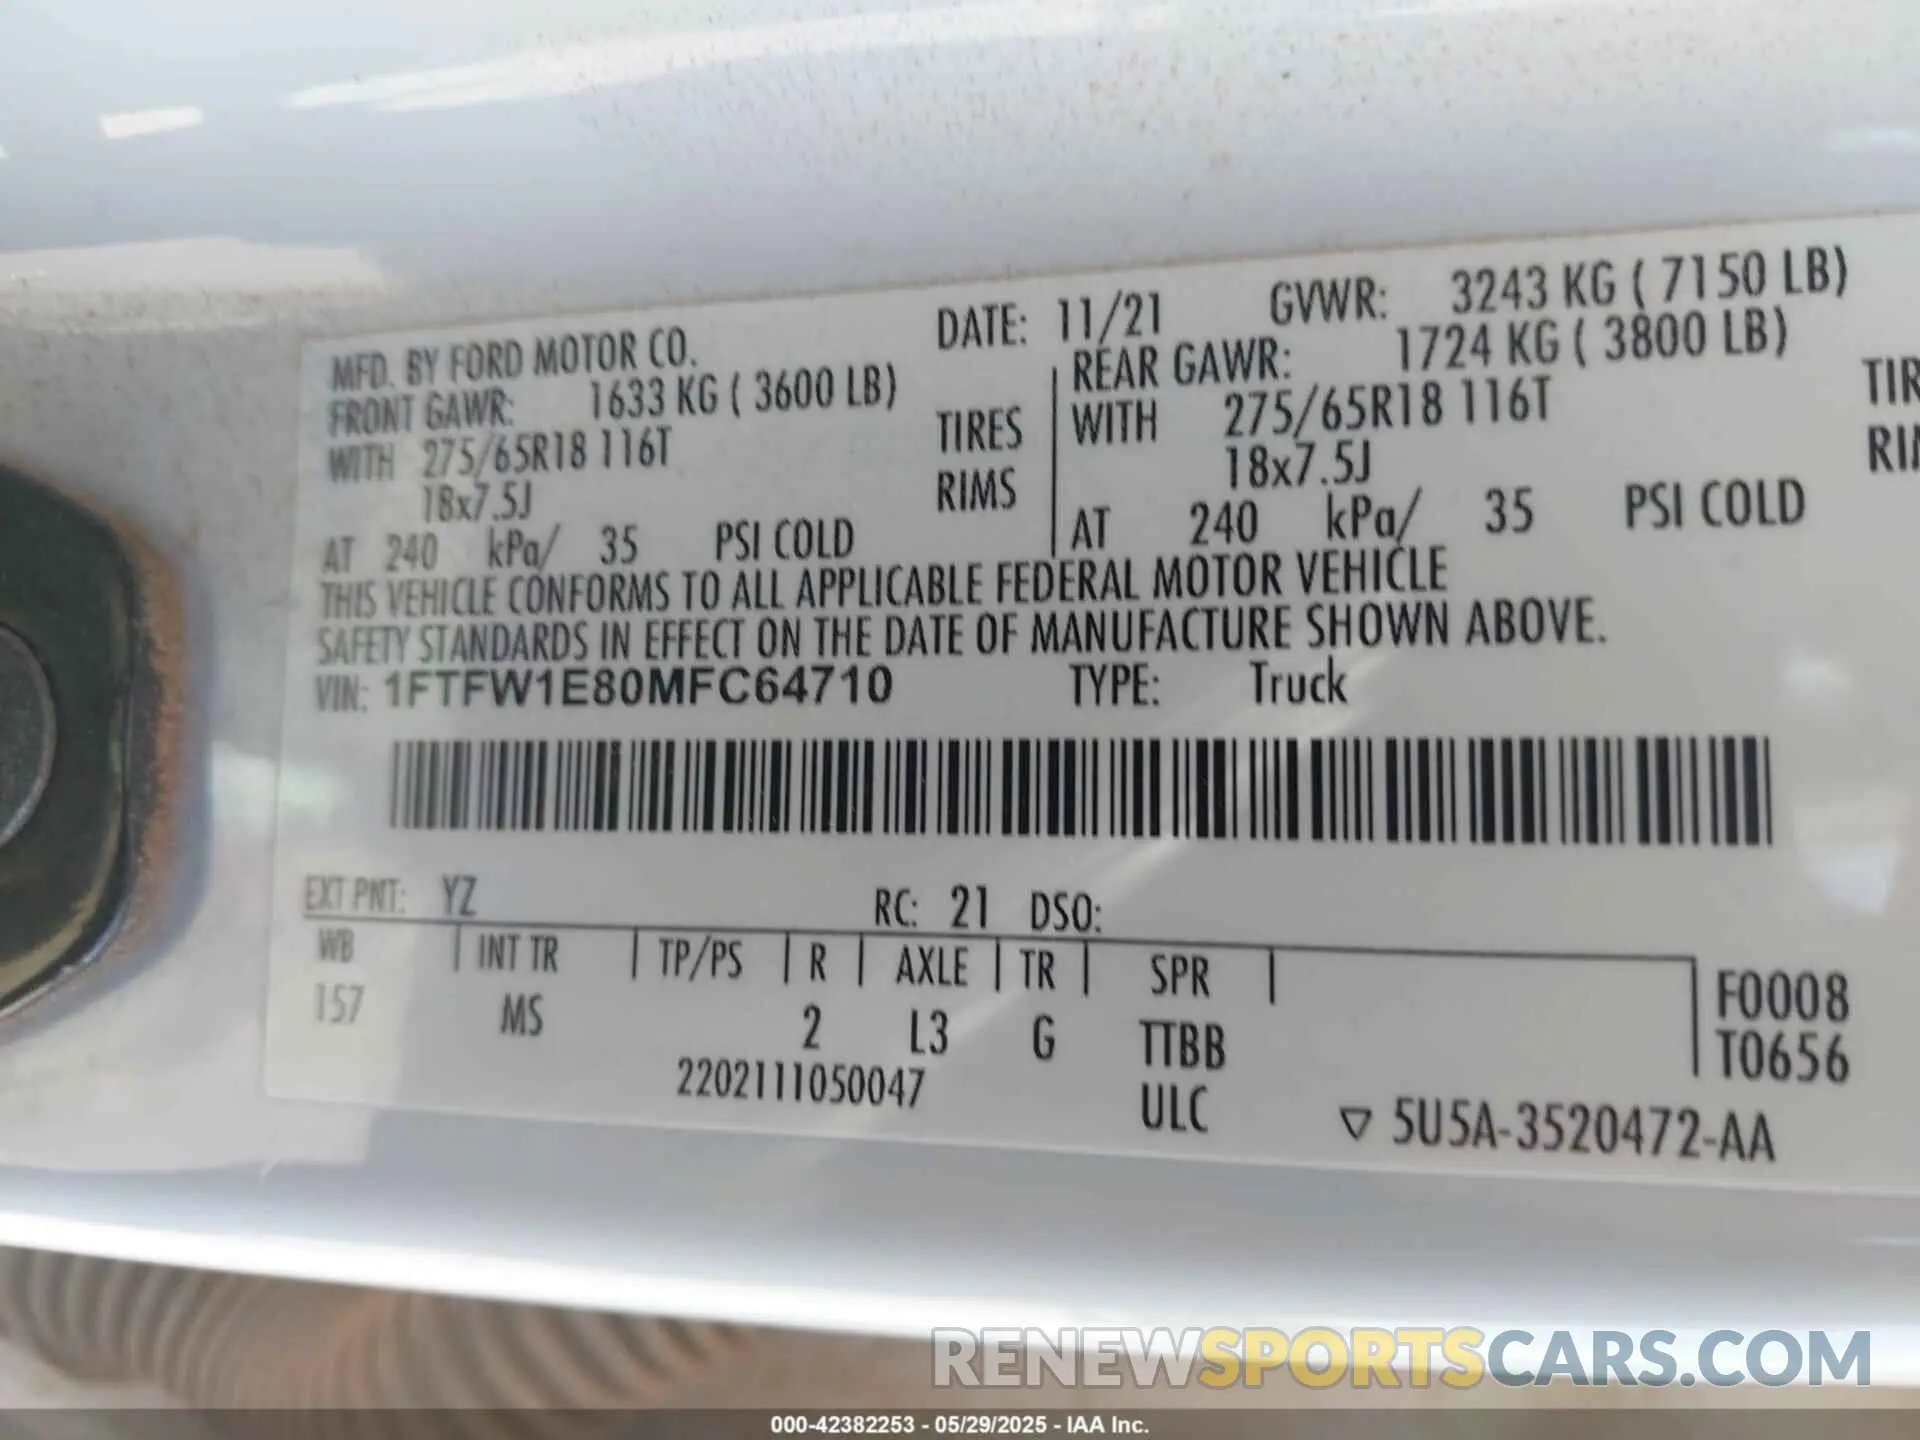 MFD. BY FORD MOTOR CO. DATE: 11/21 GVWR: 3243 KG ( 7150 LB)
FRONT GAWR: 1633 KG ( 3600 LB) REAR GAWR: 1724 KG ( 3800 LB)
WITH 275/65R18 116T TIRES WITH 275/65R18 116T TIR
18x7.5J RIMS 18x7.5J RI
AT 240 kPa/ 35 PSI COLD AT 240 kPa/ 35 PSI COLD
THIS VEHICLE CONFORMS TO ALL APPLICABLE FEDERAL MOTOR VEHICLE
SAFETY STANDARDS IN EFFECT ON THE DATE OF MANUFACTURE SHOWN ABOVE.
VIN: 1FTFW1E80MFC64710 TYPE: Truck
EXT PNT: YZ RC: 21 DSO:
WB INT TR TP/PS R AXLE TR SPR F0008
157 MS 2 L3 G TTBB T0656
2202111050047 ULC ▽ 5U5A-3520472-AA
RENEWSPORTSCARS.COM
000-42382253 - 05/29/2025 - IAA Inc.